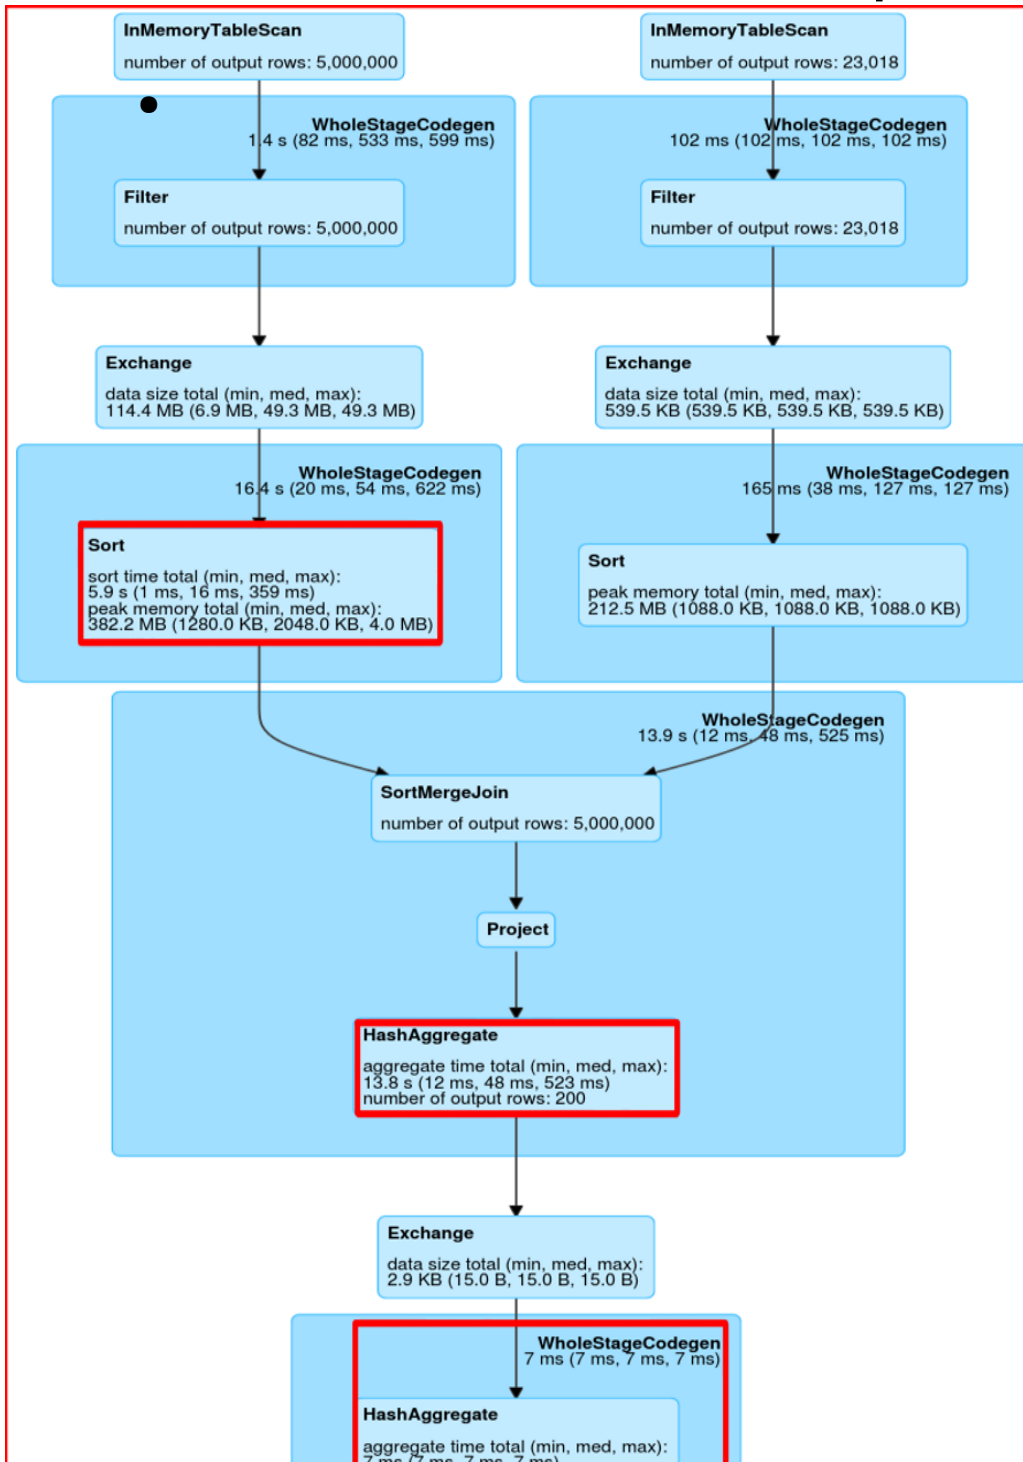 InMemoryTableScan
number of output rows: 5,000,000
InMemoryTableScan
number of output rows: 23,018
WholeStageCodegen
1.4 s (82 ms, 533 ms, 599 ms)
WholeStageCodegen
102 ms (102 ms, 102 ms, 102 ms)
Filter
number of output rows: 5,000,000
Filter
number of output rows: 23,018
Exchange
data size total (min, med, max):
114.4 MB (6.9 MB, 49.3 MB, 49.3 MB)
Exchange
data size total (min, med, max):
539.5 KB (539.5 KB, 539.5 KB, 539.5 KB)
WholeStageCodegen
16.4 s (20 ms, 54 ms, 622 ms)
WholeStageCodegen
165 ms (38 ms, 127 ms, 127 ms)
Sort
sort time total (min, med, max):
5.9 s (1 ms, 16 ms, 359 ms)
peak memory total (min, med, max):
382.2 MB (1280.0 KB, 2048.0 KB, 4.0 MB)
Sort
peak memory total (min, med, max):
212.5 MB (1088.0 KB, 1088.0 KB, 1088.0 KB)
WholeStageCodegen
13.9 s (12 ms, 48 ms, 525 ms)
SortMergeJoin
number of output rows: 5,000,000
Project
HashAggregate
aggregate time total (min, med, max):
13.8 s (12 ms, 48 ms, 523 ms)
number of output rows: 200
Exchange
data size total (min, med, max):
2.9 KB (15.0 B, 15.0 B, 15.0 B)
WholeStageCodegen
7 ms (7 ms, 7 ms, 7 ms)
HashAggregate
aggregate time total (min, med, max):
7 ms (7 ms, 7 ms, 7 ms)